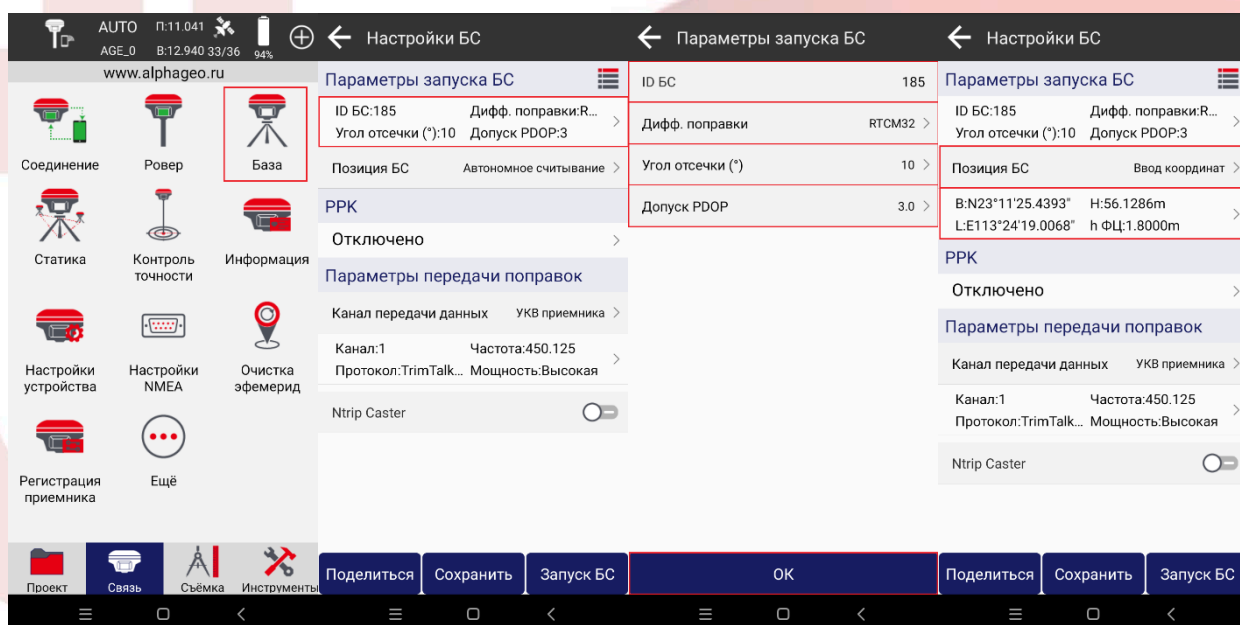 AUTO П:11.041
AGE_0 В:12.940 33/36 94%
www.alphageo.ru
Соединение Ровер База
Статика Контроль точности Информация
Настройки устройства Настройки NMEA Очистка эфемерид
Регистрация приемника Ещё
Проект Связь Съёмка Инструменты
Настройки БС
Параметры запуска БС
ID БС:185 Дифф. поправки:R...
Угол отсечки (°):10 Допуск PDOP:3
Позиция БС Автономное считывание
PPK
Отключено
Параметры передачи поправок
Канал передачи данных УКВ приемника
Канал:1 Частота:450.125
Протокол:TrimTalk... Мощность:Высокая
Ntrip Caster
Поделиться Сохранить Запуск БС
Параметры запуска БС
ID БС 185
Дифф. поправки RTCM32
Угол отсечки (°) 10
Допуск PDOP 3.0
ОК
Настройки БС
Параметры запуска БС
ID БС:185 Дифф. поправки:R...
Угол отсечки (°):10 Допуск PDOP:3
Позиция БС Ввод координат
B:N23°11'25.4393" H:56.1286m
L:E113°24'19.0068" h ФЦ:1.8000m
PPK
Отключено
Параметры передачи поправок
Канал передачи данных УКВ приемника
Канал:1 Частота:450.125
Протокол:TrimTalk... Мощность:Высокая
Ntrip Caster
Поделиться Сохранить Запуск БС